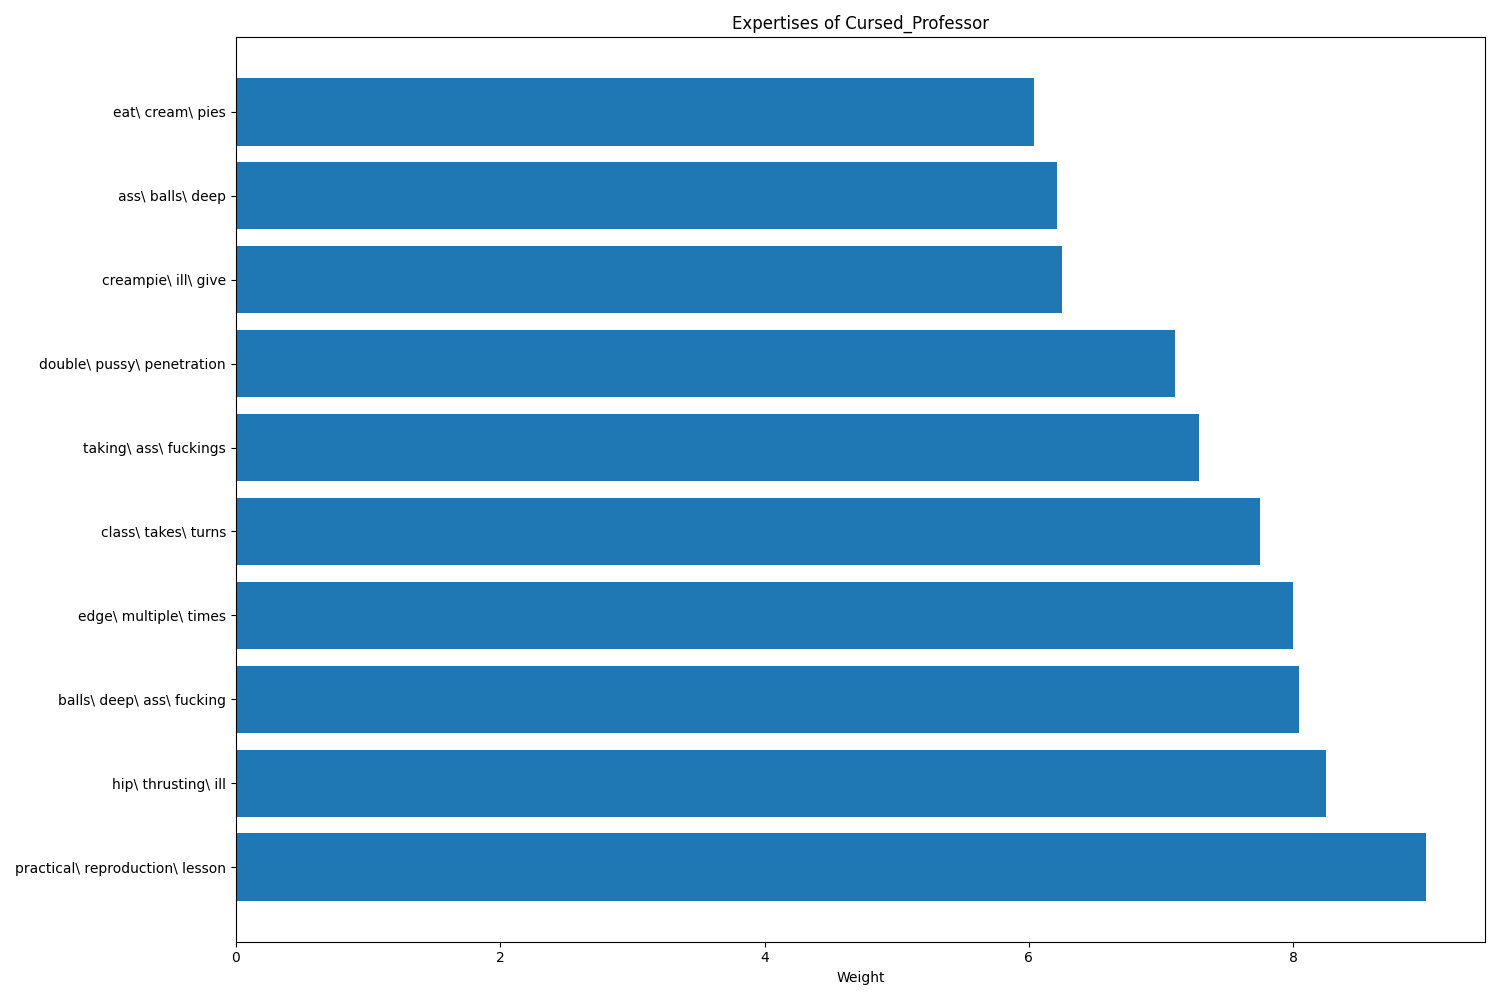 Expertises of Cursed_Professor
eat\ cream\ pies
ass\ balls\ deep
creampie\ ill\ give
double\ pussy\ penetration
taking\ ass\ fuckings
class\ takes\ turns
edge\ multiple\ times
balls\ deep\ ass\ fucking
hip\ thrusting\ ill
practical\ reproduction\ lesson
0 2 4 6 8
Weight